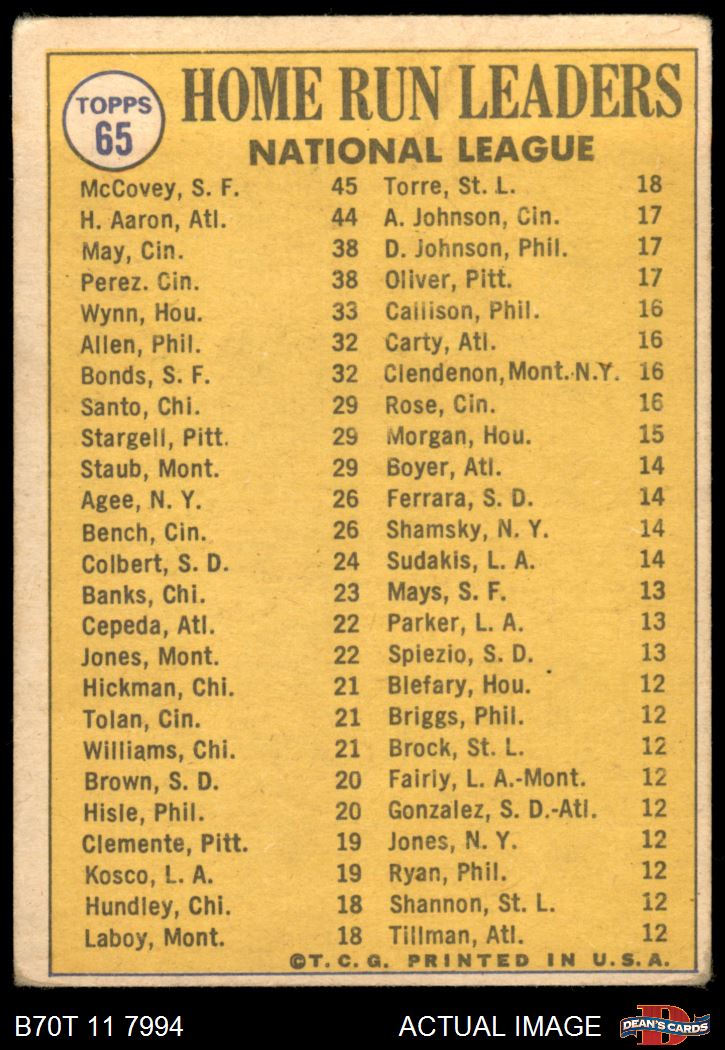 TOPPS
65
HOME RUN LEADERS
NATIONAL LEAGUE
McCovey, S. F. 45
H. Aaron, Atl. 44
May, Cin. 38
Perez. Cin. 38
Wynn, Hou. 33
Allen, Phil. 32
Bonds, S. F. 32
Santo, Chi. 29
Stargell, Pitt. 29
Staub, Mont. 29
Agee, N. Y. 26
Bench, Cin. 26
Colbert, S. D. 24
Banks, Chi. 23
Cepeda, Atl. 22
Jones, Mont. 22
Hickman, Chi. 21
Tolan, Cin. 21
Williams, Chi. 21
Brown, S. D. 20
Hisle, Phil. 20
Clemente, Pitt. 19
Kosco, L. A. 19
Hundley, Chi. 18
Laboy, Mont. 18
Torre, St. L. 18
A. Johnson, Cin. 17
D. Johnson, Phil. 17
Oliver, Pitt. 17
Callison, Phil. 16
Carty, Atl. 16
Clendenon, Mont.-N.Y. 16
Rose, Cin. 16
Morgan, Hou. 15
Boyer, Atl. 14
Ferrara, S. D. 14
Shamsky, N. Y. 14
Sudakis, L. A. 14
Mays, S. F. 13
Parker, L. A. 13
Spiezio, S. D. 13
Blefary, Hou. 12
Briggs, Phil. 12
Brock, St. L. 12
Fairly, L. A.-Mont. 12
Gonzalez, S. D.-Atl. 12
Jones, N. Y. 12
Ryan, Phil. 12
Shannon, St. L. 12
Tillman, Atl. 12
©T. C. G. PRINTED IN U.S.A.
B70T 11 7994
ACTUAL IMAGE
D
DEAN'S CARDS